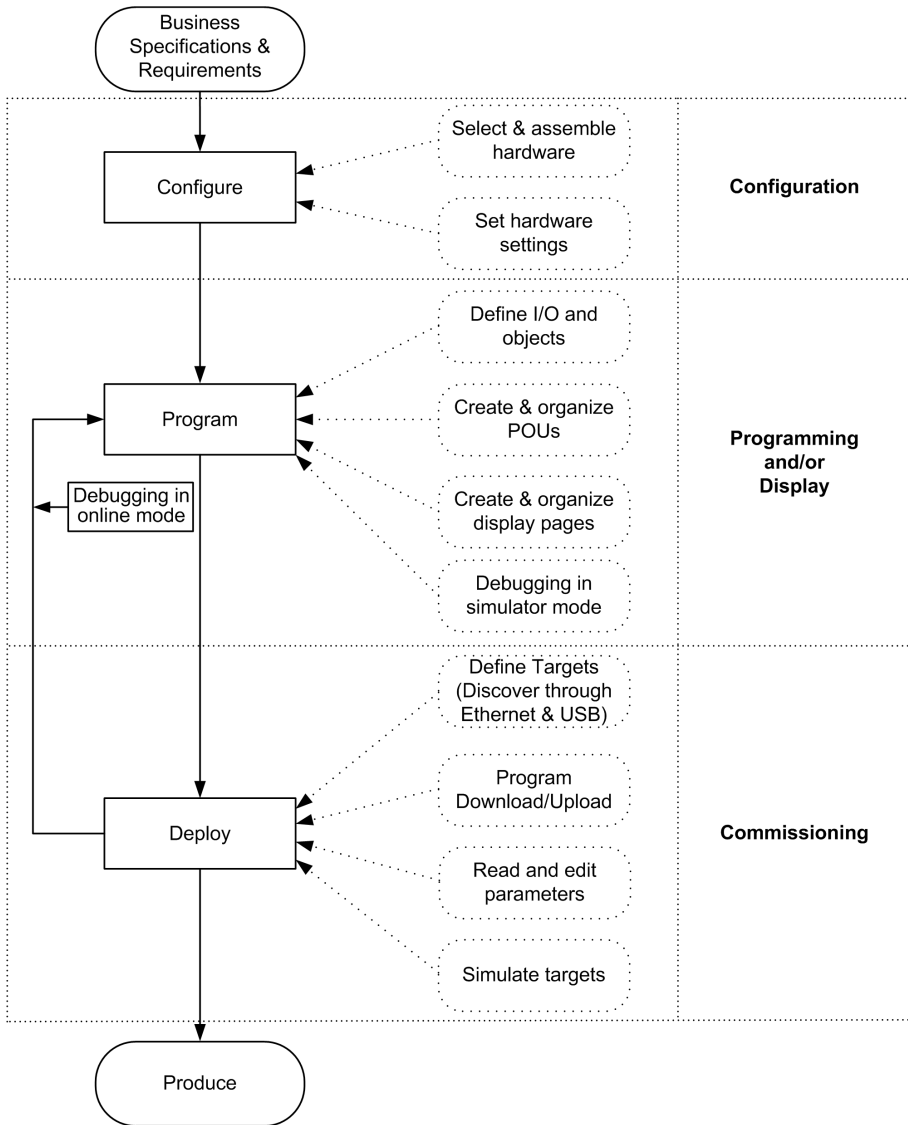 Business
Specifications &
Requirements
Select & assemble
hardware
Configure
Configuration
Set hardware
settings
Define I/O and
objects
Program
Create & organize
POUs
Programming
and/or
Display
Debugging in
online mode
Create & organize
display pages
Debugging in
simulator mode
Define Targets
(Discover through
Ethernet & USB)
Program
Download/Upload
Deploy
Commissioning
Read and edit
parameters
Simulate targets
Produce